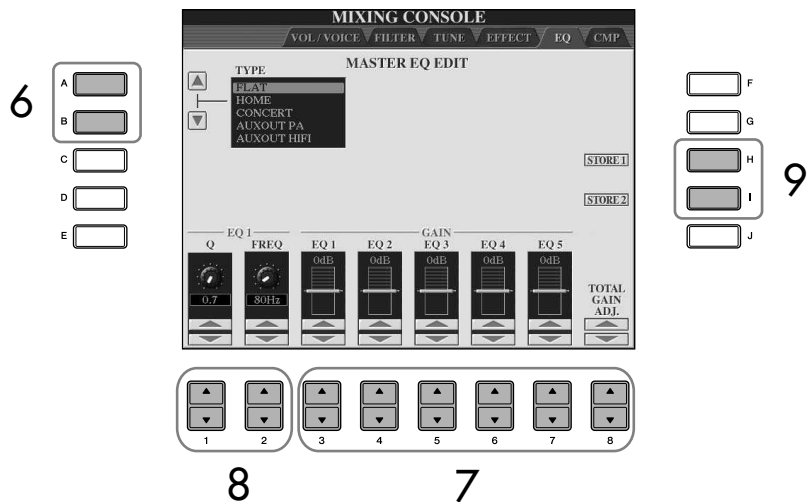 MIXING CONSOLE
VOL / VOICE FILTER TUNE EFFECT EQ CMP
MASTER EQ EDIT
TYPE
FLAT
HOME
CONCERT
AUXOUT PA
AUXOUT HIFI
6
A
B
C
D
E
F
G
H
I
J
9
STORE 1
STORE 2
EQ 1
GAIN
Q FREQ EQ 1 EQ 2 EQ 3 EQ 4 EQ 5
0dB 0dB 0dB 0dB 0dB
0.7 80Hz
TOTAL
GAIN
ADJ.
1 2 3 4 5 6 7 8
8 7